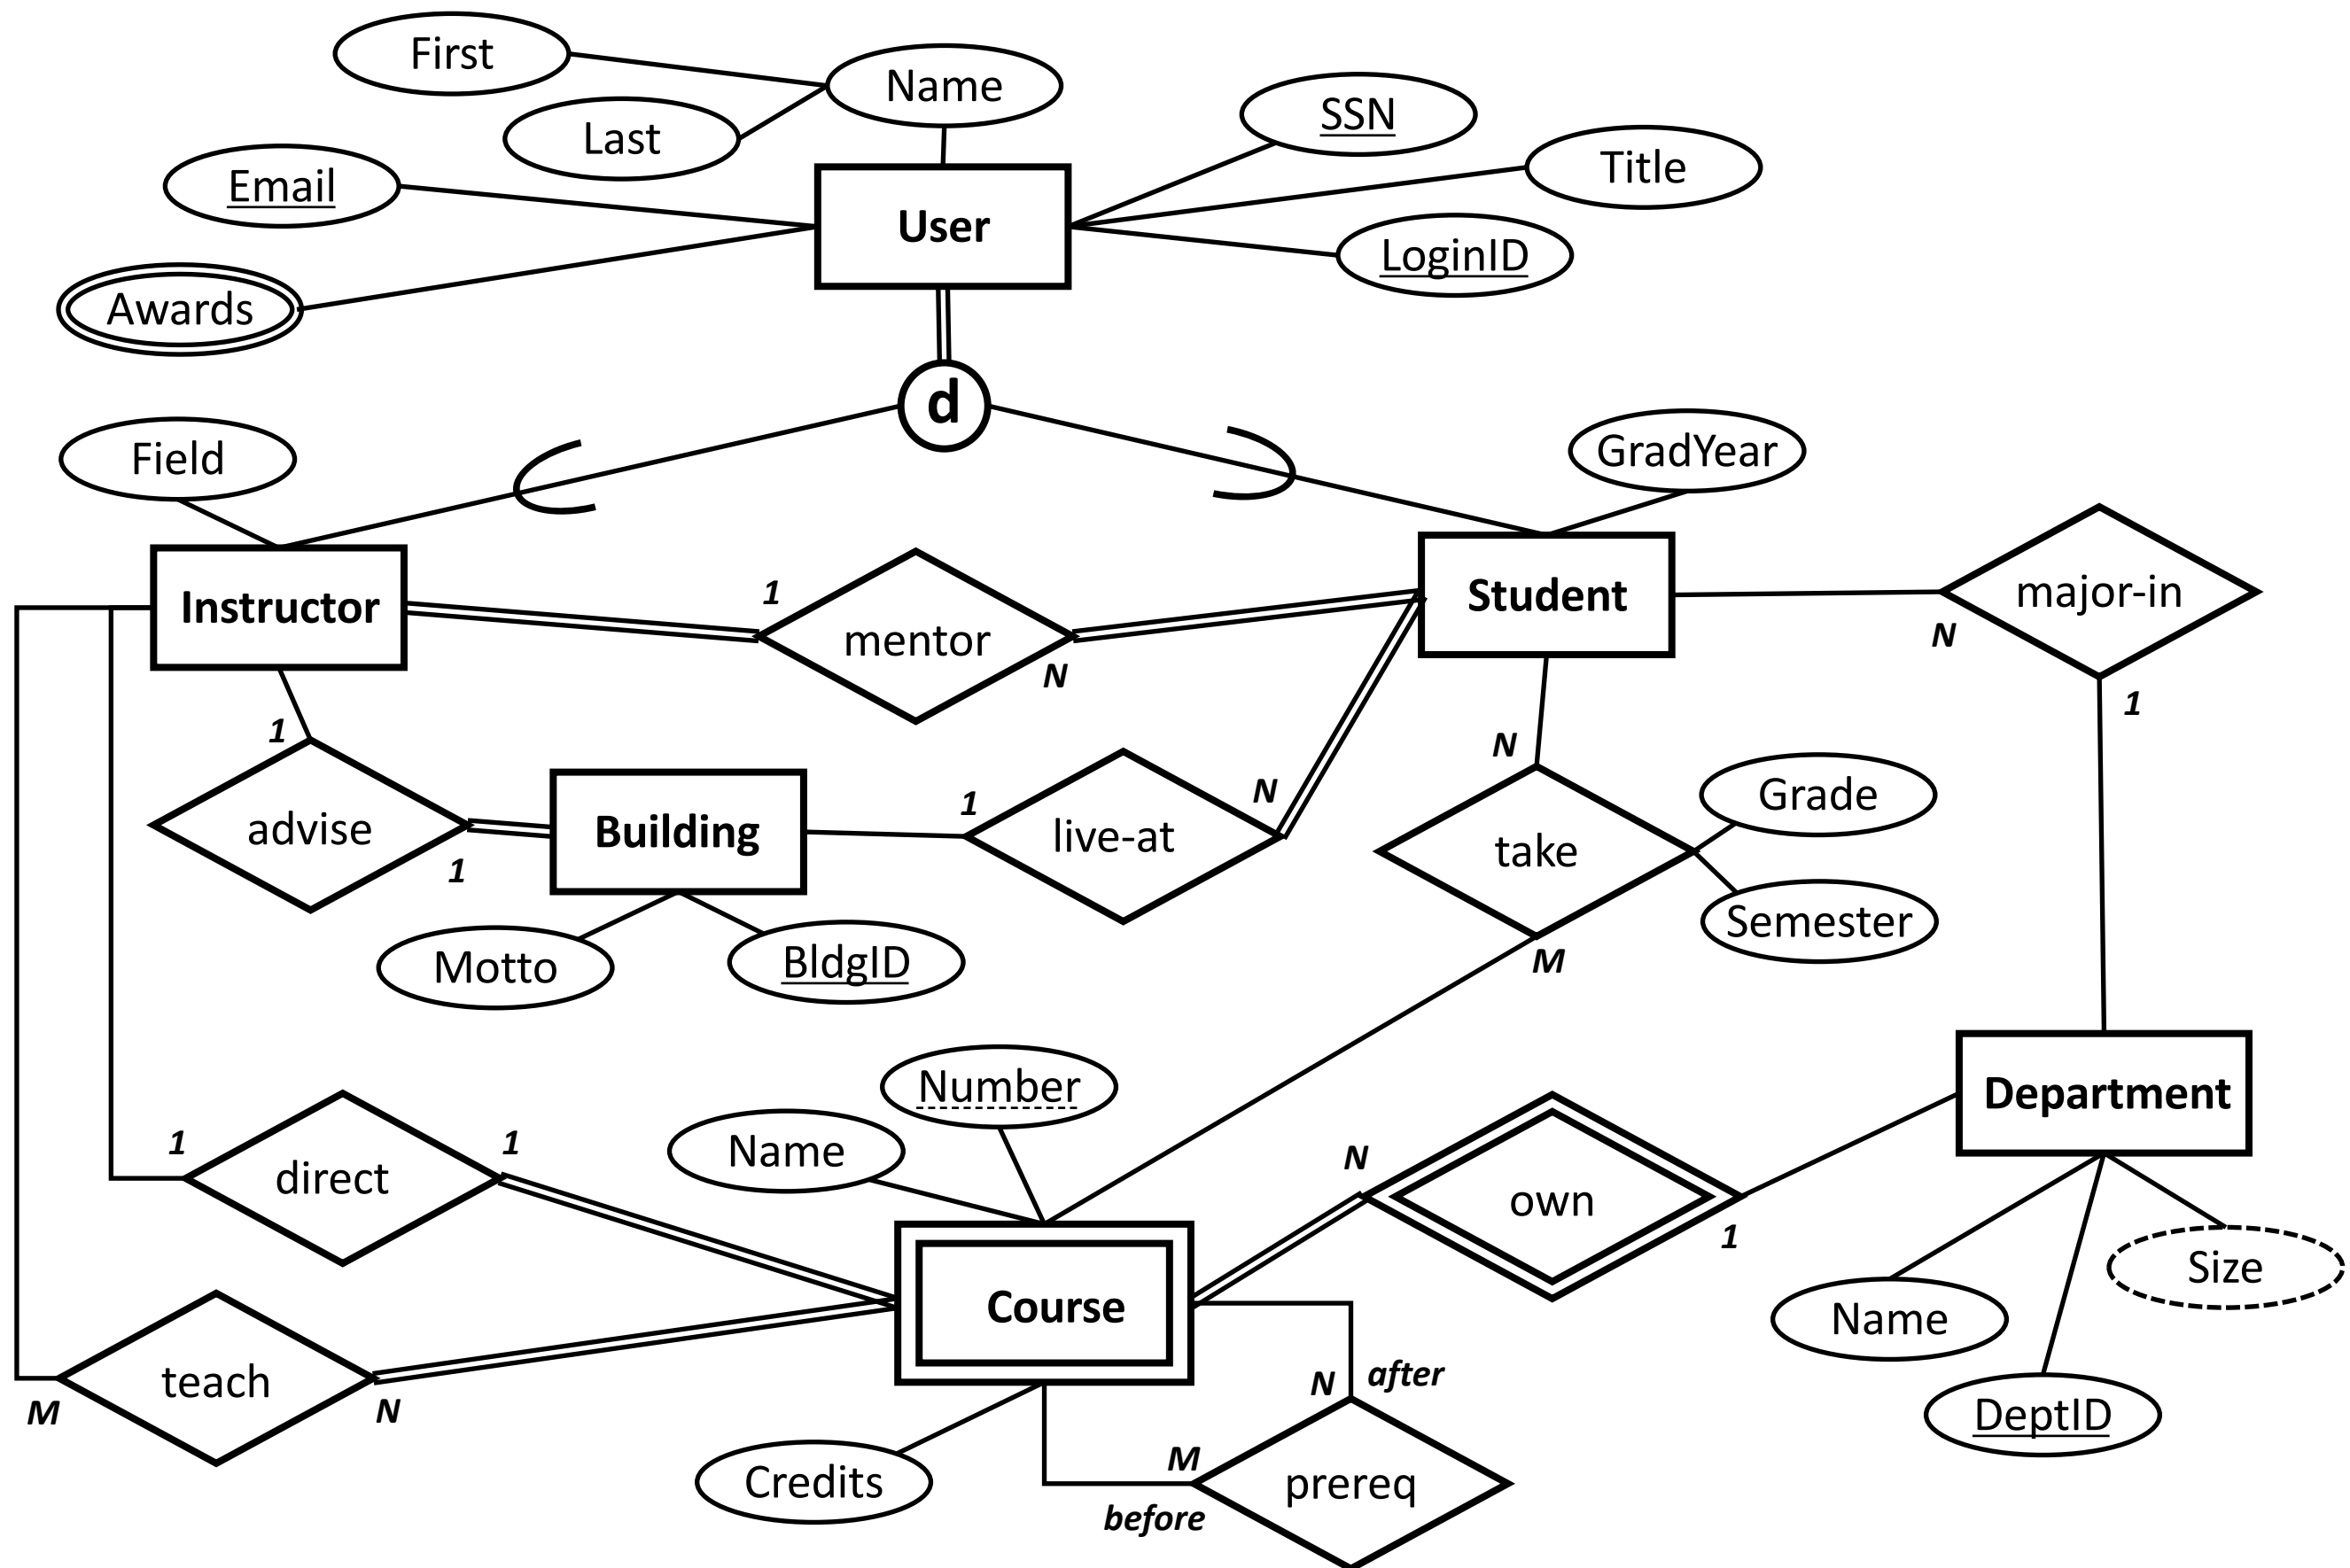 First
Name
Last
SSN
Title
Email
User
LoginID
Awards
d
Field
GradYear
Instructor
1
mentor
N
Student
major-in
N
1
1
advise
1
Building
1
live-at
N
N
take
Grade
Semester
M
Motto
BldgID
Number
Name
Department
1
direct
1
N
own
1
Size
Name
DeptID
Course
M
teach
N
after
N
Credits
M
prereq
before